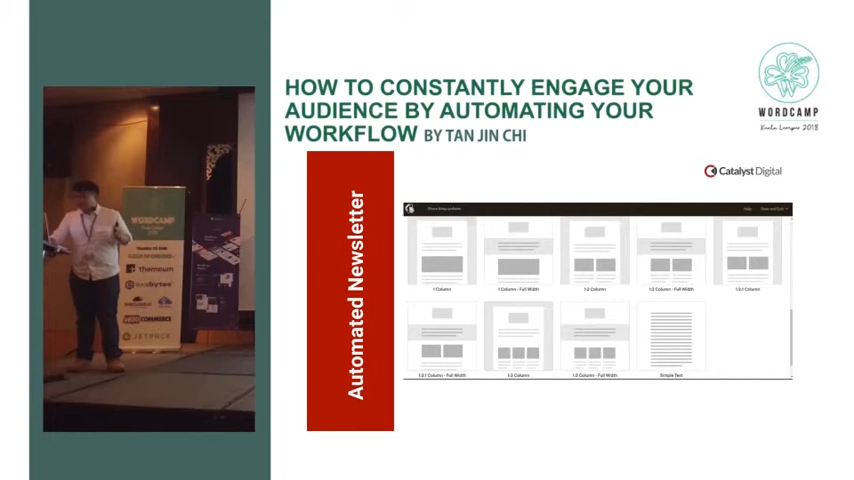 HOW TO CONSTANTLY ENGAGE YOUR
AUDIENCE BY AUTOMATING YOUR
WORKFLOW BY TAN JIN CHI
WORDCAMP
Kuala Lumpur 2018
Catalyst Digital
Automated Newsletter
Help
1 Column
1 Column - Full Width
1:2 Column
1:2 Column - Full Width
1:2:1 Column
1:2:1 Column - Full Width
1:3 Column
1:3 Column - Full Width
Simple Text
WORDCAMP
themeum
WOOCOMMERCE
JETPACK